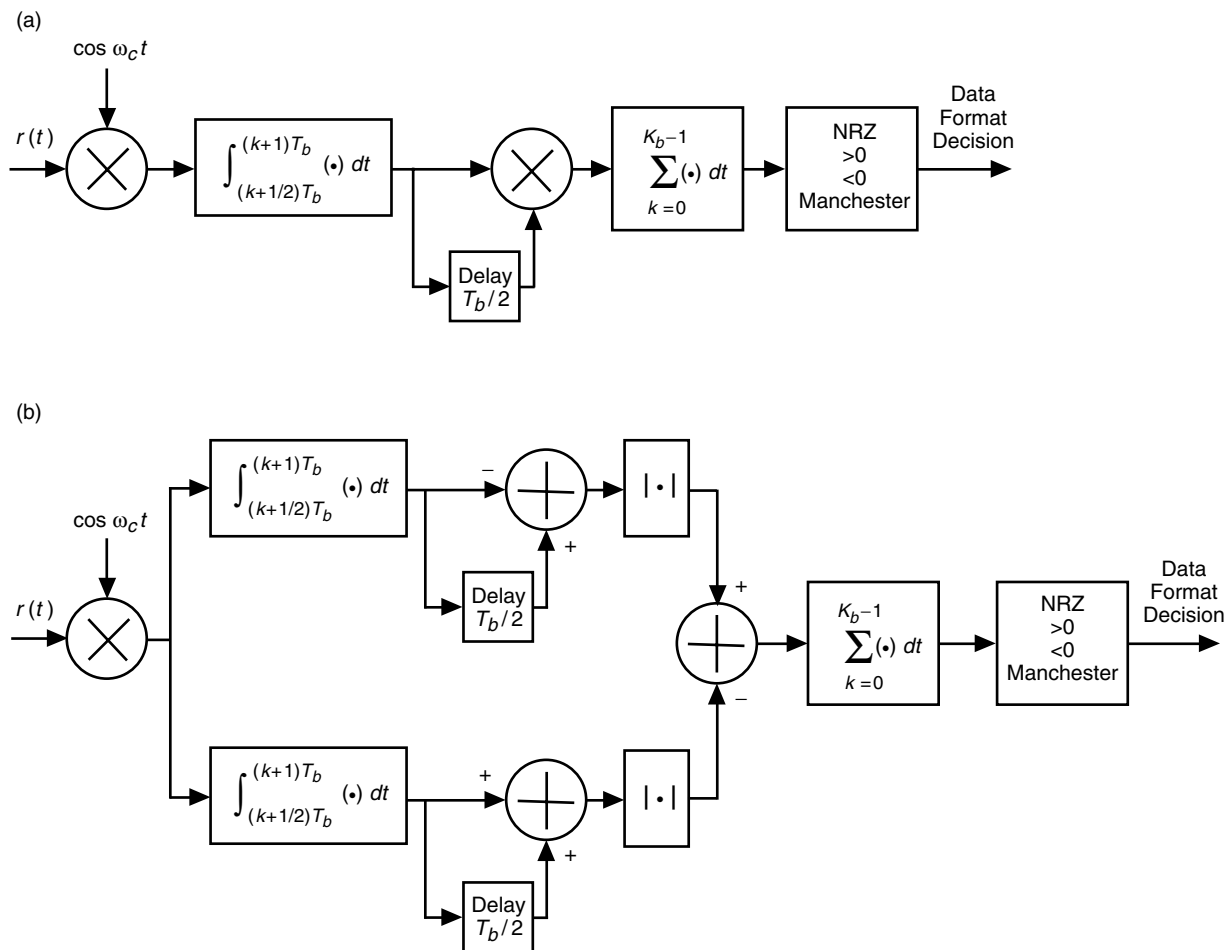 (a)
cos ω_c t
r(t)
∫_{(k+1/2)T_b}^{(k+1)T_b} (•) dt
Delay
T_b/2
K_b−1
∑(•) dt
k=0
NRZ
>0
<0
Manchester
Data
Format
Decision
(b)
cos ω_c t
r(t)
∫_{(k+1/2)T_b}^{(k+1)T_b} (•) dt
−
+
Delay
T_b/2
|•|
+
∫_{(k+1/2)T_b}^{(k+1)T_b} (•) dt
+
+
Delay
T_b/2
|•|
−
K_b−1
∑(•) dt
k=0
NRZ
>0
<0
Manchester
Data
Format
Decision